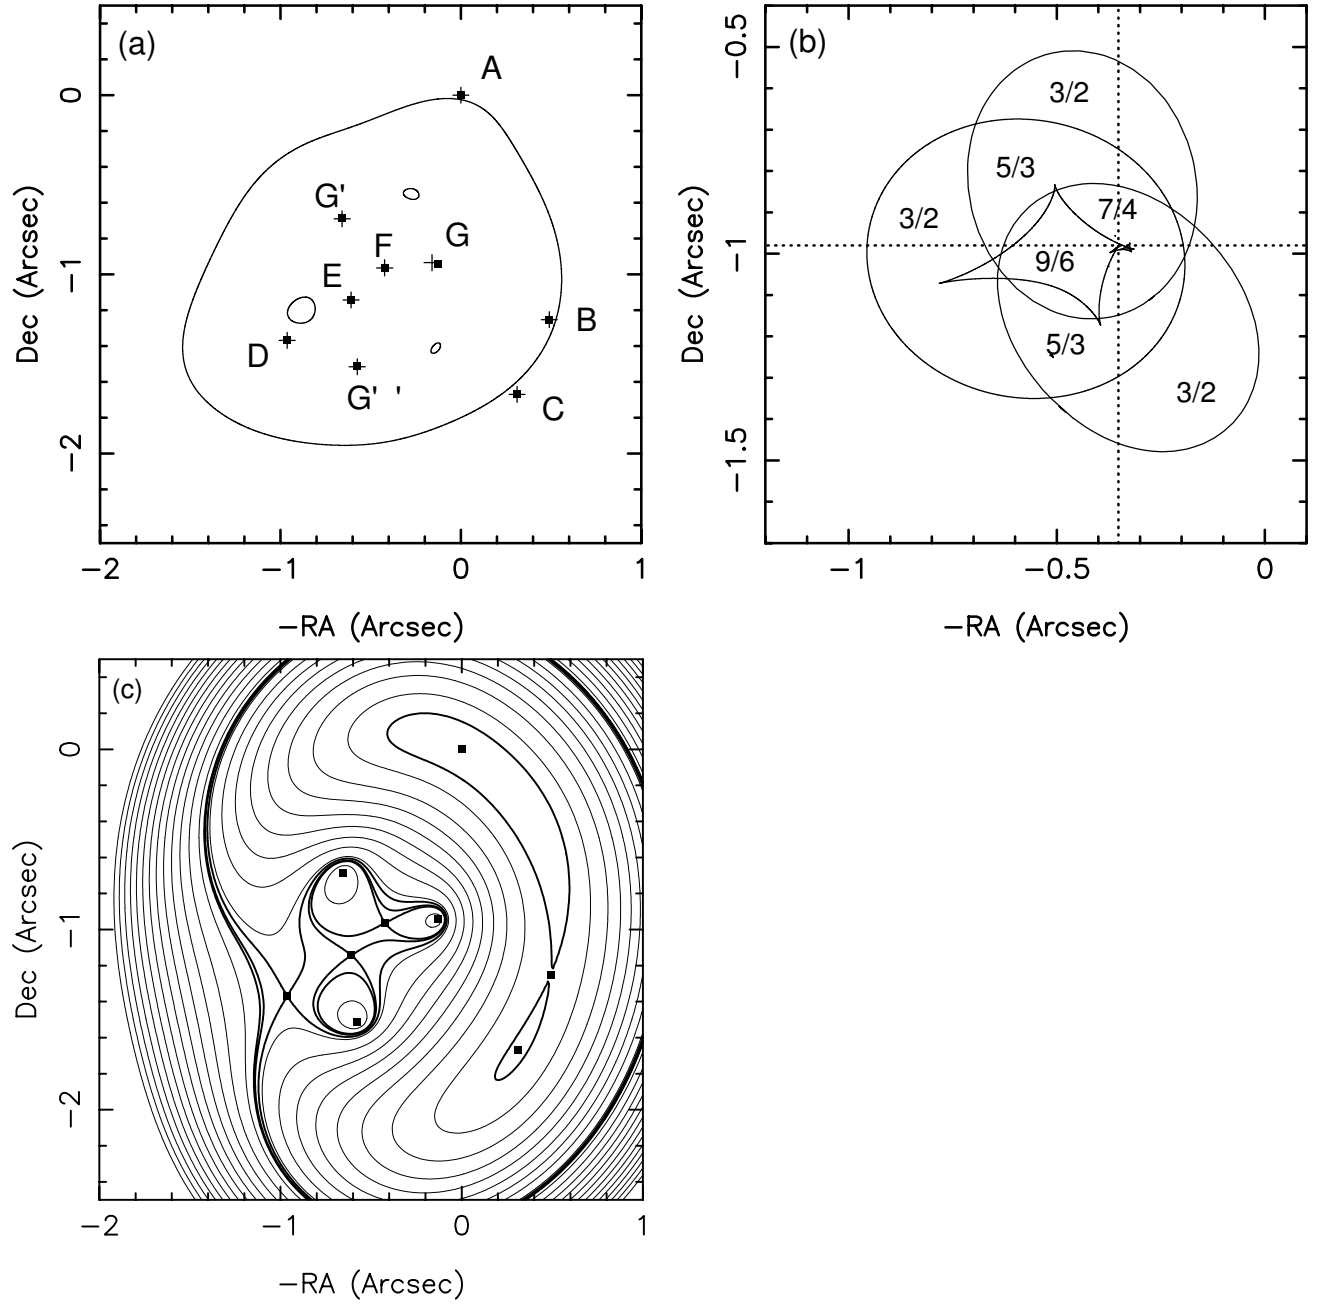 (a)
A
0
G'
G
F
−1
E
B
D
G' '
C
−2
−2 −1 0 1
Dec (Arcsec)
−RA (Arcsec)
(b)
−0.5
3/2
5/3
3/2
7/4
−1
9/6
5/3
3/2
−1.5
−1 −0.5 0
Dec (Arcsec)
−RA (Arcsec)
(c)
0
−1
−2
−2 −1 0 1
Dec (Arcsec)
−RA (Arcsec)